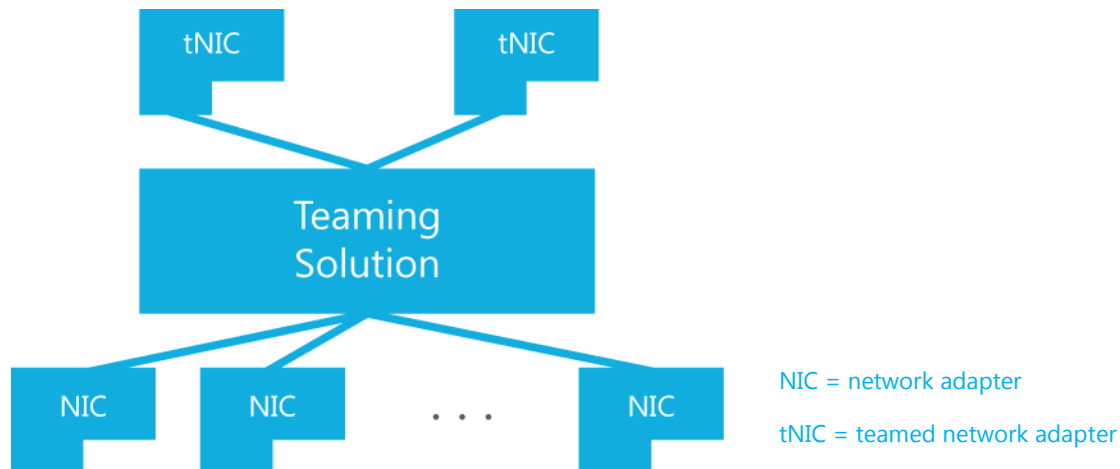 tNIC
tNIC
Teaming
Solution
NIC
NIC
. . .
NIC
NIC = network adapter
tNIC = teamed network adapter